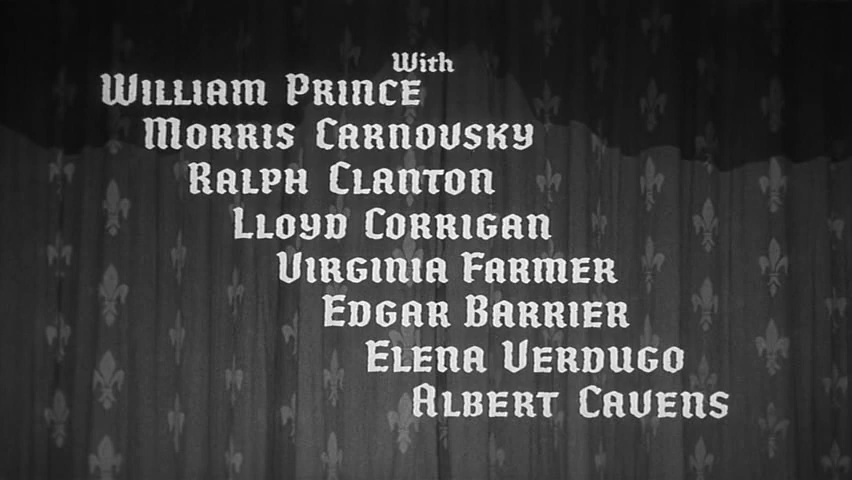 With
William Prince
Morris Carnovsky
Ralph Clanton
Lloyd Corrigan
Virginia Farmer
Edgar Barrier
Elena Verdugo
Albert Cavens